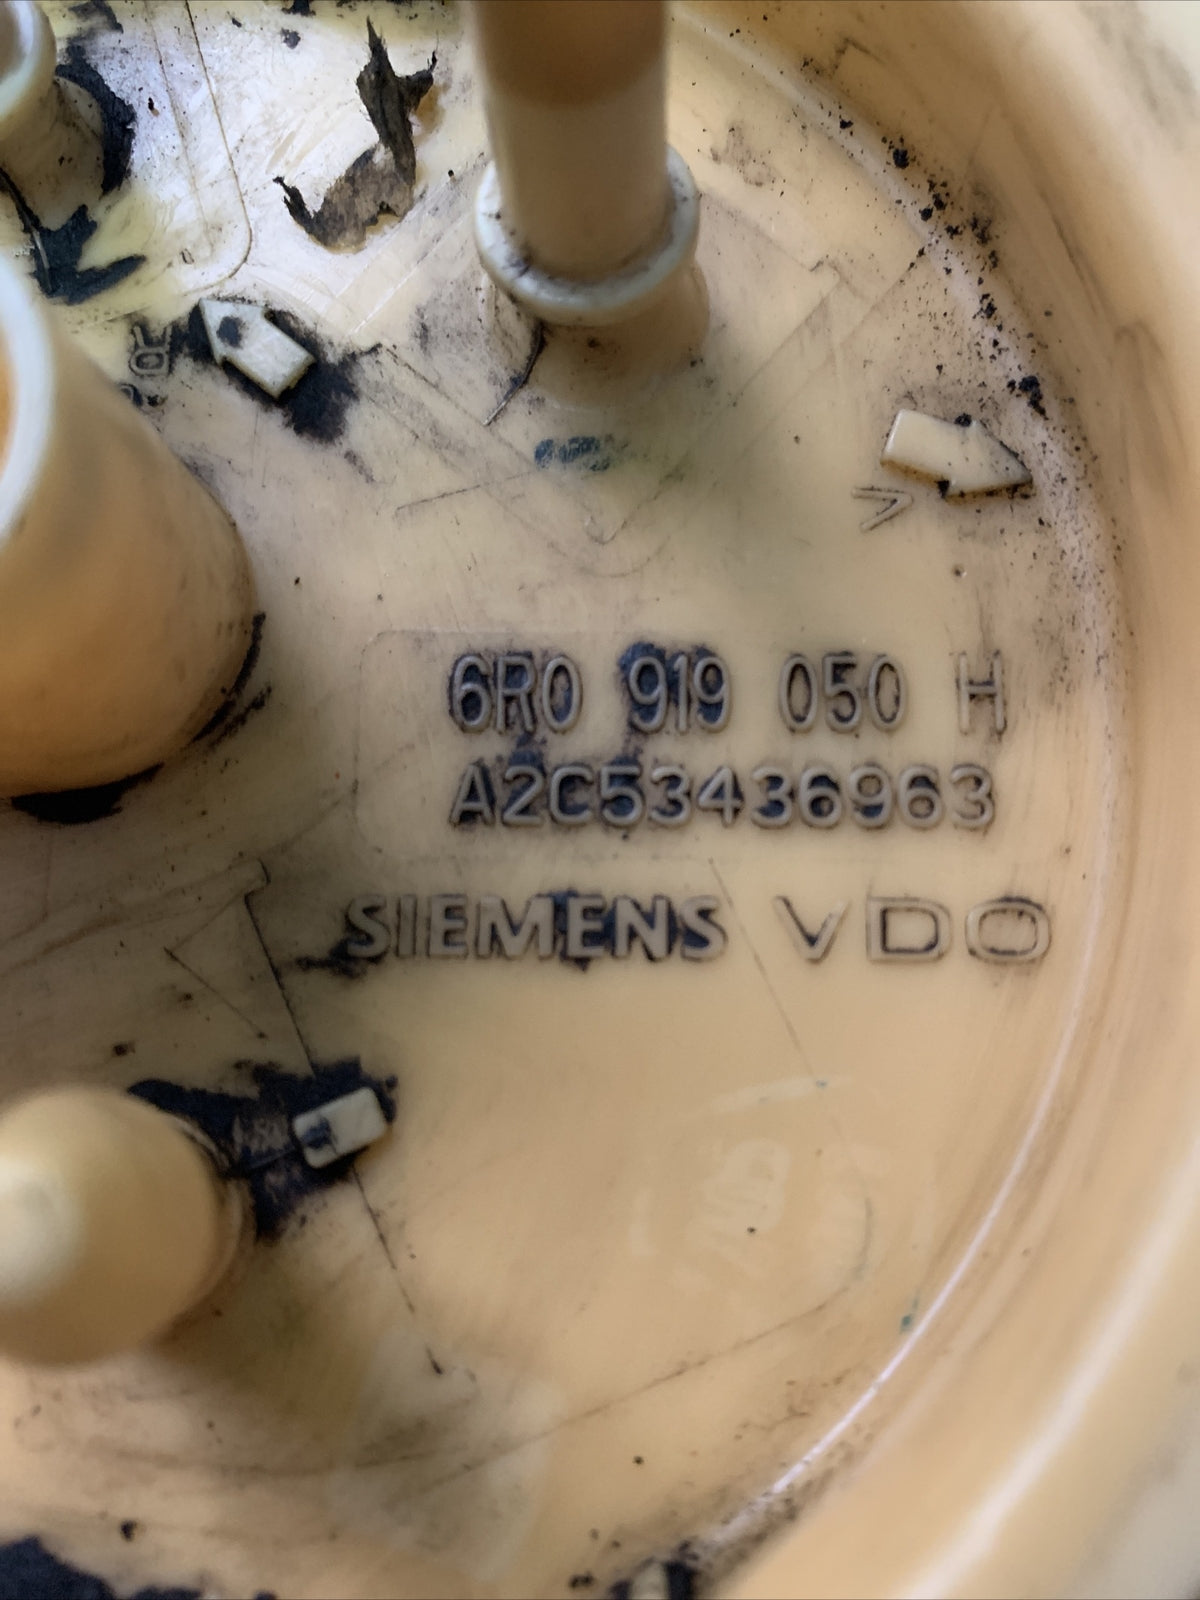 V
6R0 919 050 H
A2C53436963
SIEMENS VDO